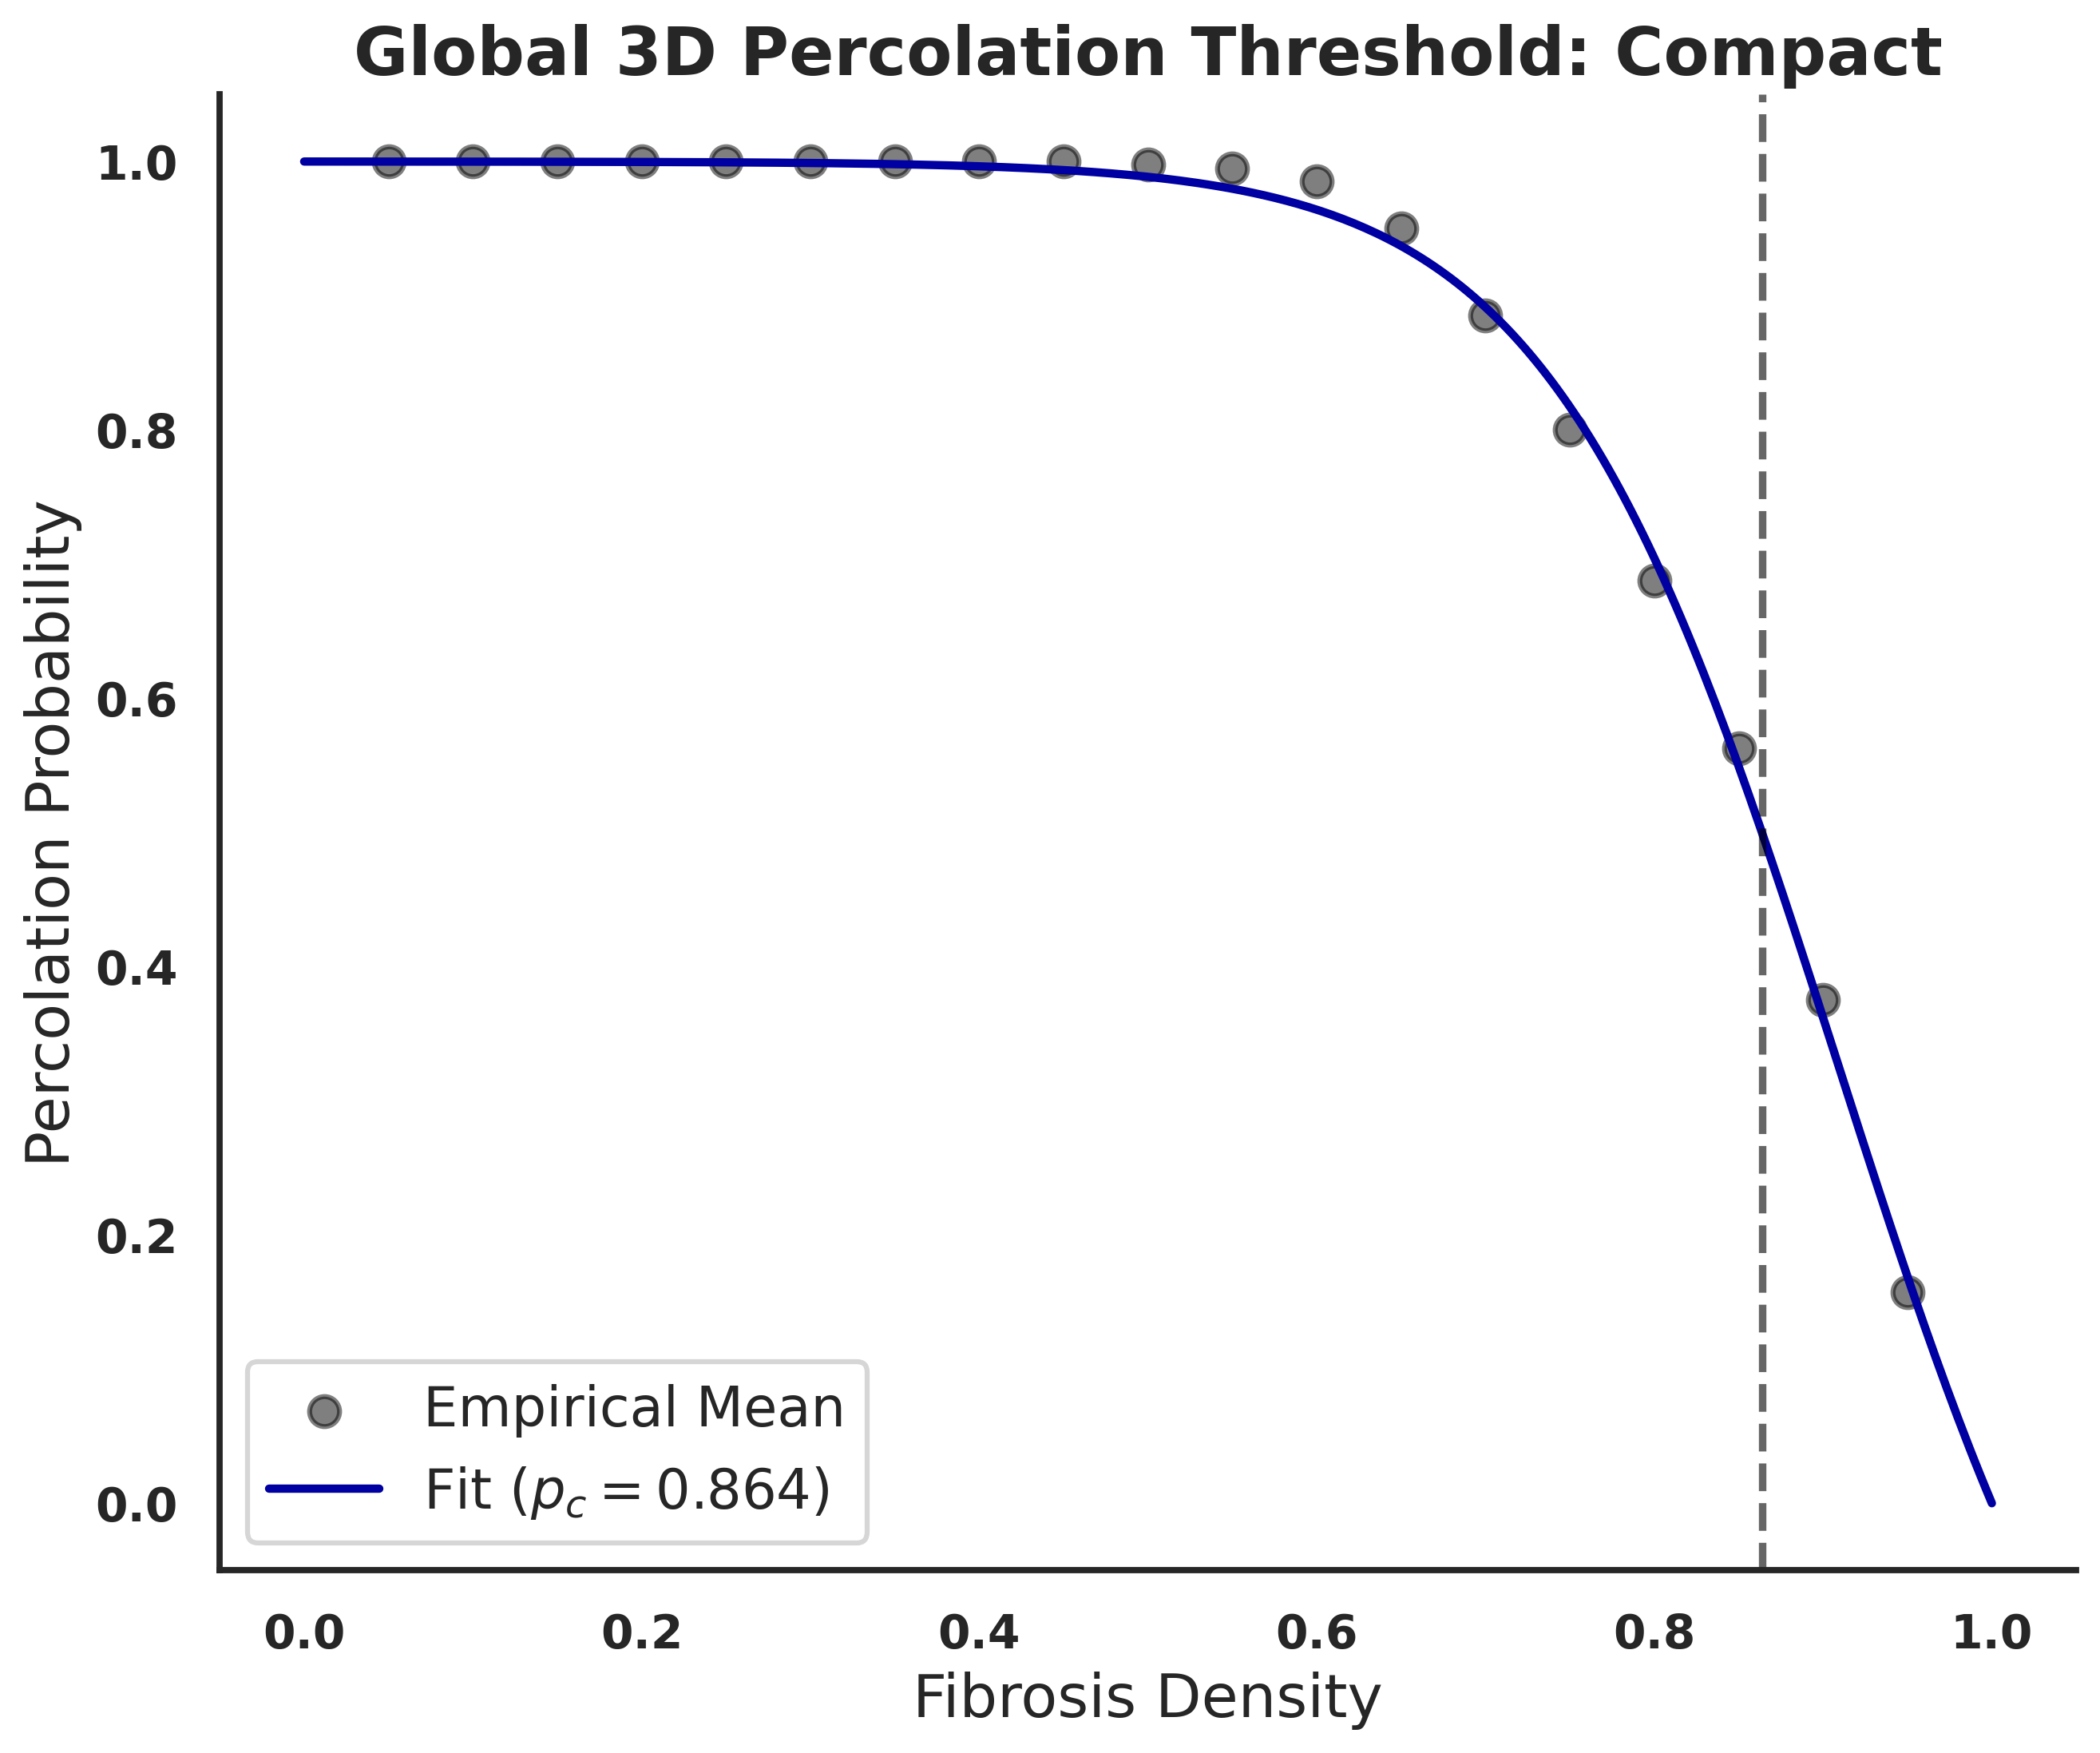 Global 3D Percolation Threshold: Compact
1.0
0.8
0.6
0.4
0.2
0.0
Percolation Probability
Empirical Mean
Fit (p_c = 0.864)
0.0 0.2 0.4 0.6 0.8 1.0
Fibrosis Density